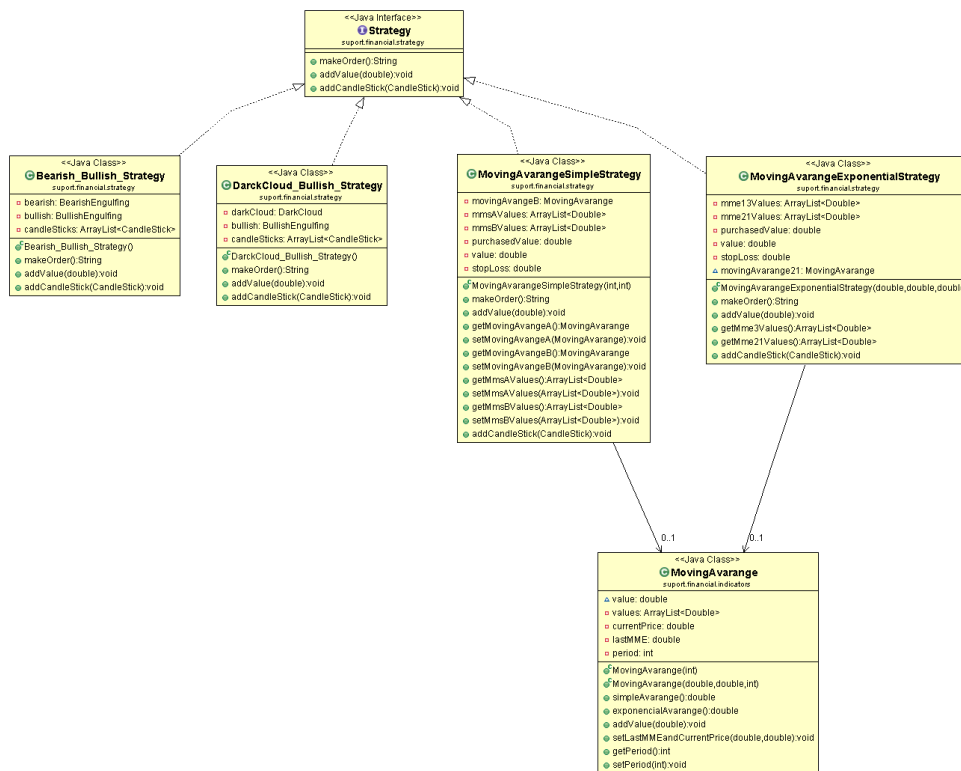 <<Java Interface>>
Strategy
suport.financial.strategy
makeOrder():String
addValue(double):void
addCandleStick(CandleStick):void
<<Java Class>>
Bearish_Bullish_Strategy
suport.financial.strategy
bearish: BearishEngulfing
bullish: BullishEngulfing
candleSticks: ArrayList<CandleStick>
Bearish_Bullish_Strategy()
makeOrder():String
addValue(double):void
addCandleStick(CandleStick):void
<<Java Class>>
DarckCloud_Bullish_Strategy
suport.financial.strategy
darkCloud: DarkCloud
bullish: BullishEngulfing
candleSticks: ArrayList<CandleStick>
DarckCloud_Bullish_Strategy()
makeOrder():String
addValue(double):void
addCandleStick(CandleStick):void
<<Java Class>>
MovingAvarangeSimpleStrategy
suport.financial.strategy
movingAvangeB: MovingAvarange
mmsAValues: ArrayList<Double>
mmsBValues: ArrayList<Double>
purchasedValue: double
value: double
stopLoss: double
MovingAvarangeSimpleStrategy(int,int)
makeOrder():String
addValue(double):void
getMovingAvangeA():MovingAvarange
setMovingAvangeA(MovingAvarange):void
getMovingAvangeB():MovingAvarange
setMovingAvangeB(MovingAvarange):void
getMmsAValues():ArrayList<Double>
setMmsAValues(ArrayList<Double>):void
getMmsBValues():ArrayList<Double>
setMmsBValues(ArrayList<Double>):void
addCandleStick(CandleStick):void
<<Java Class>>
MovingAvarangeExponentialStrategy
suport.financial.strategy
mme13Values: ArrayList<Double>
mme21Values: ArrayList<Double>
purchasedValue: double
value: double
stopLoss: double
movingAvarange21: MovingAvarange
MovingAvarangeExponentialStrategy(double,double,doubl
makeOrder():String
addValue(double):void
getMme3Values():ArrayList<Double>
getMme21Values():ArrayList<Double>
addCandleStick(CandleStick):void
0..1
0..1
<<Java Class>>
MovingAvarange
suport.financial.indicators
value: double
values: ArrayList<Double>
currentPrice: double
lastMME: double
period: int
MovingAvarange(int)
MovingAvarange(double,double,int)
simpleAvarange():double
exponencialAvarange():double
addValue(double):void
setLastMMEandCurrentPrice(double,double):void
getPeriod():int
setPeriod(int):void